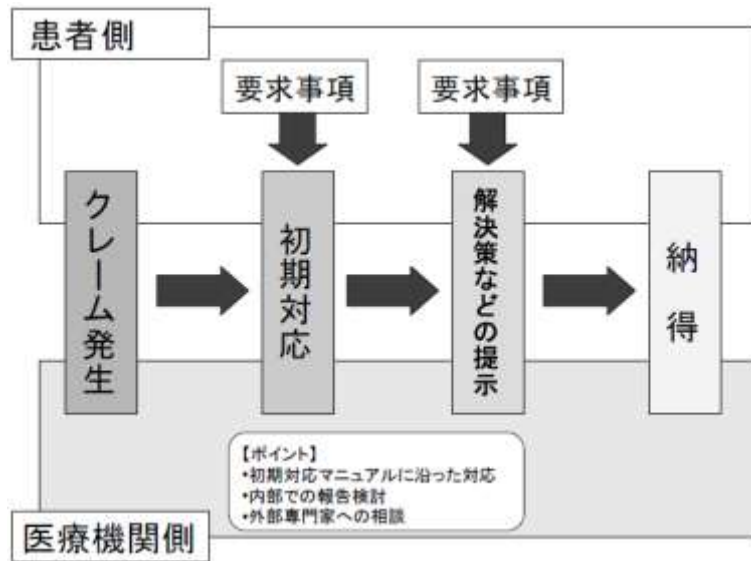 患者側
要求事項
要求事項
クレーム発生
初期対応
解決策などの提示
納得
【ポイント】
•初期対応マニュアルに沿った対応
•内部での報告検討
•外部専門家への相談
医療機関側